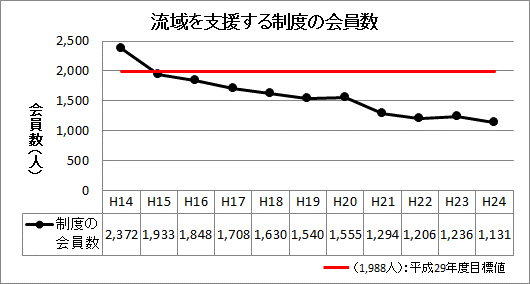 流域を支援する制度の会員数
会員数(人)
2,500
2,000
1,500
1,000
500
0
H14 H15 H16 H17 H18 H19 H20 H21 H22 H23 H24
制度の会員数 2,372 1,933 1,848 1,708 1,630 1,540 1,555 1,294 1,206 1,236 1,131
(1,988人):平成29年度目標値